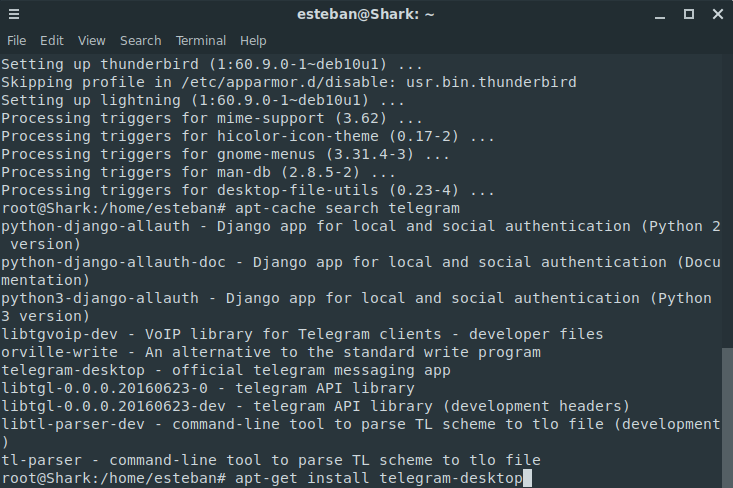 esteban@Shark: ~
File Edit View Search Terminal Help
Setting up thunderbird (1:60.9.0-1~deb10u1) ...
Skipping profile in /etc/apparmor.d/disable: usr.bin.thunderbird
Setting up lightning (1:60.9.0-1~deb10u1) ...
Processing triggers for mime-support (3.62) ...
Processing triggers for hicolor-icon-theme (0.17-2) ...
Processing triggers for gnome-menus (3.31.4-3) ...
Processing triggers for man-db (2.8.5-2) ...
Processing triggers for desktop-file-utils (0.23-4) ...
root@Shark:/home/esteban# apt-cache search telegram
python-django-allauth - Django app for local and social authentication (Python 2
 version)
python-django-allauth-doc - Django app for local and social authentication (Docu
mentation)
python3-django-allauth - Django app for local and social authentication (Python
3 version)
libtgvoip-dev - VoIP library for Telegram clients - developer files
orville-write - An alternative to the standard write program
telegram-desktop - official telegram messaging app
libtgl-0.0.0.20160623-0 - telegram API library
libtgl-0.0.0.20160623-dev - telegram API library (development headers)
libtl-parser-dev - command-line tool to parse TL scheme to tlo file (development
)
tl-parser - command-line tool to parse TL scheme to tlo file
root@Shark:/home/esteban# apt-get install telegram-desktop